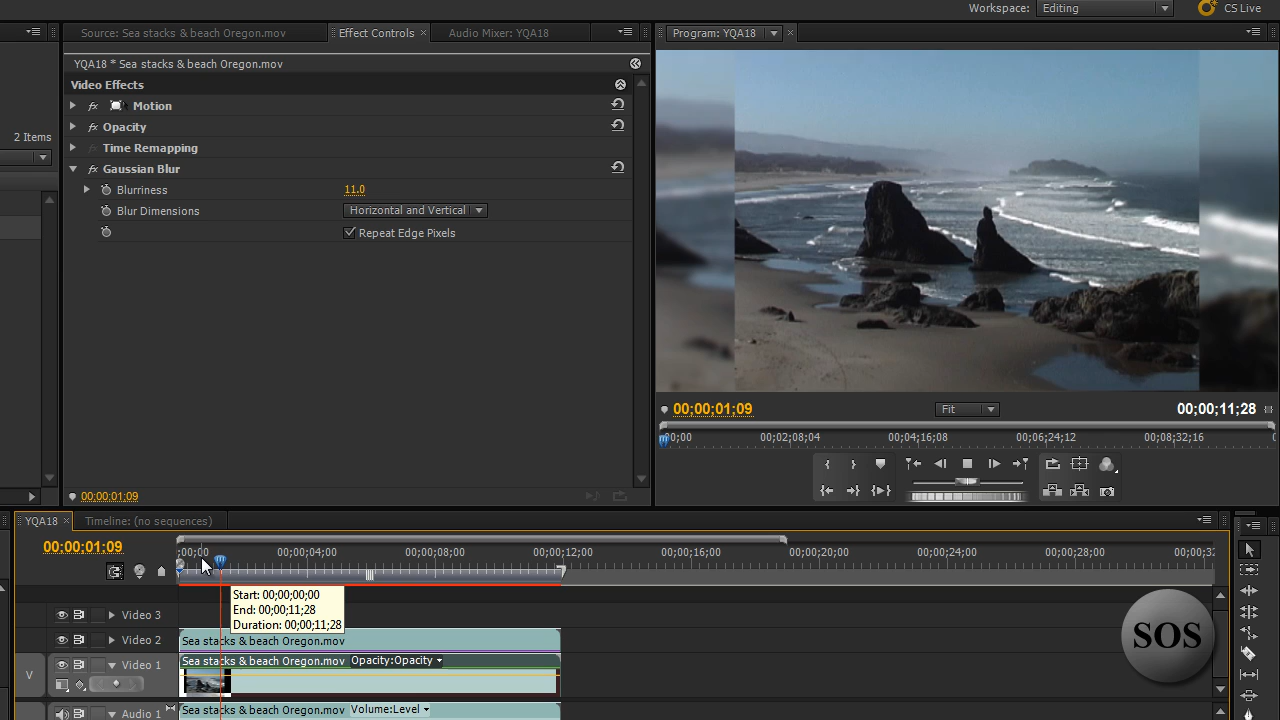 Workspace: Editing
CS Live
Source: Sea stacks & beach Oregon.mov
Effect Controls
Audio Mixer: YQA18
Program: YQA18
YQA18 * Sea stacks & beach Oregon.mov
Video Effects
fx Motion
fx Opacity
Time Remapping
fx Gaussian Blur
Blurriness 11.0
Blur Dimensions Horizontal and Vertical
Repeat Edge Pixels
2 Items
00;00;01;09
00;00;01;09 Fit 00;00;11;28
;00;00 00;02;08;04 00;04;16;08 00;06;24;12 00;08;32;16
YQA18
Timeline: (no sequences)
00;00;01;09
;00;00 00;00;04;00 00;00;08;00 00;00;12;00 00;00;16;00 00;00;20;00 00;00;24;00 00;00;28;00 00;00;32
Start: 00;00;00;00
End: 00;00;11;28
Duration: 00;00;11;28
Video 3
Video 2
Sea stacks & beach Oregon.mov
V
Video 1
Sea stacks & beach Oregon.mov Opacity:Opacity
Audio 1
Sea stacks & beach Oregon.mov Volume:Level
SOS